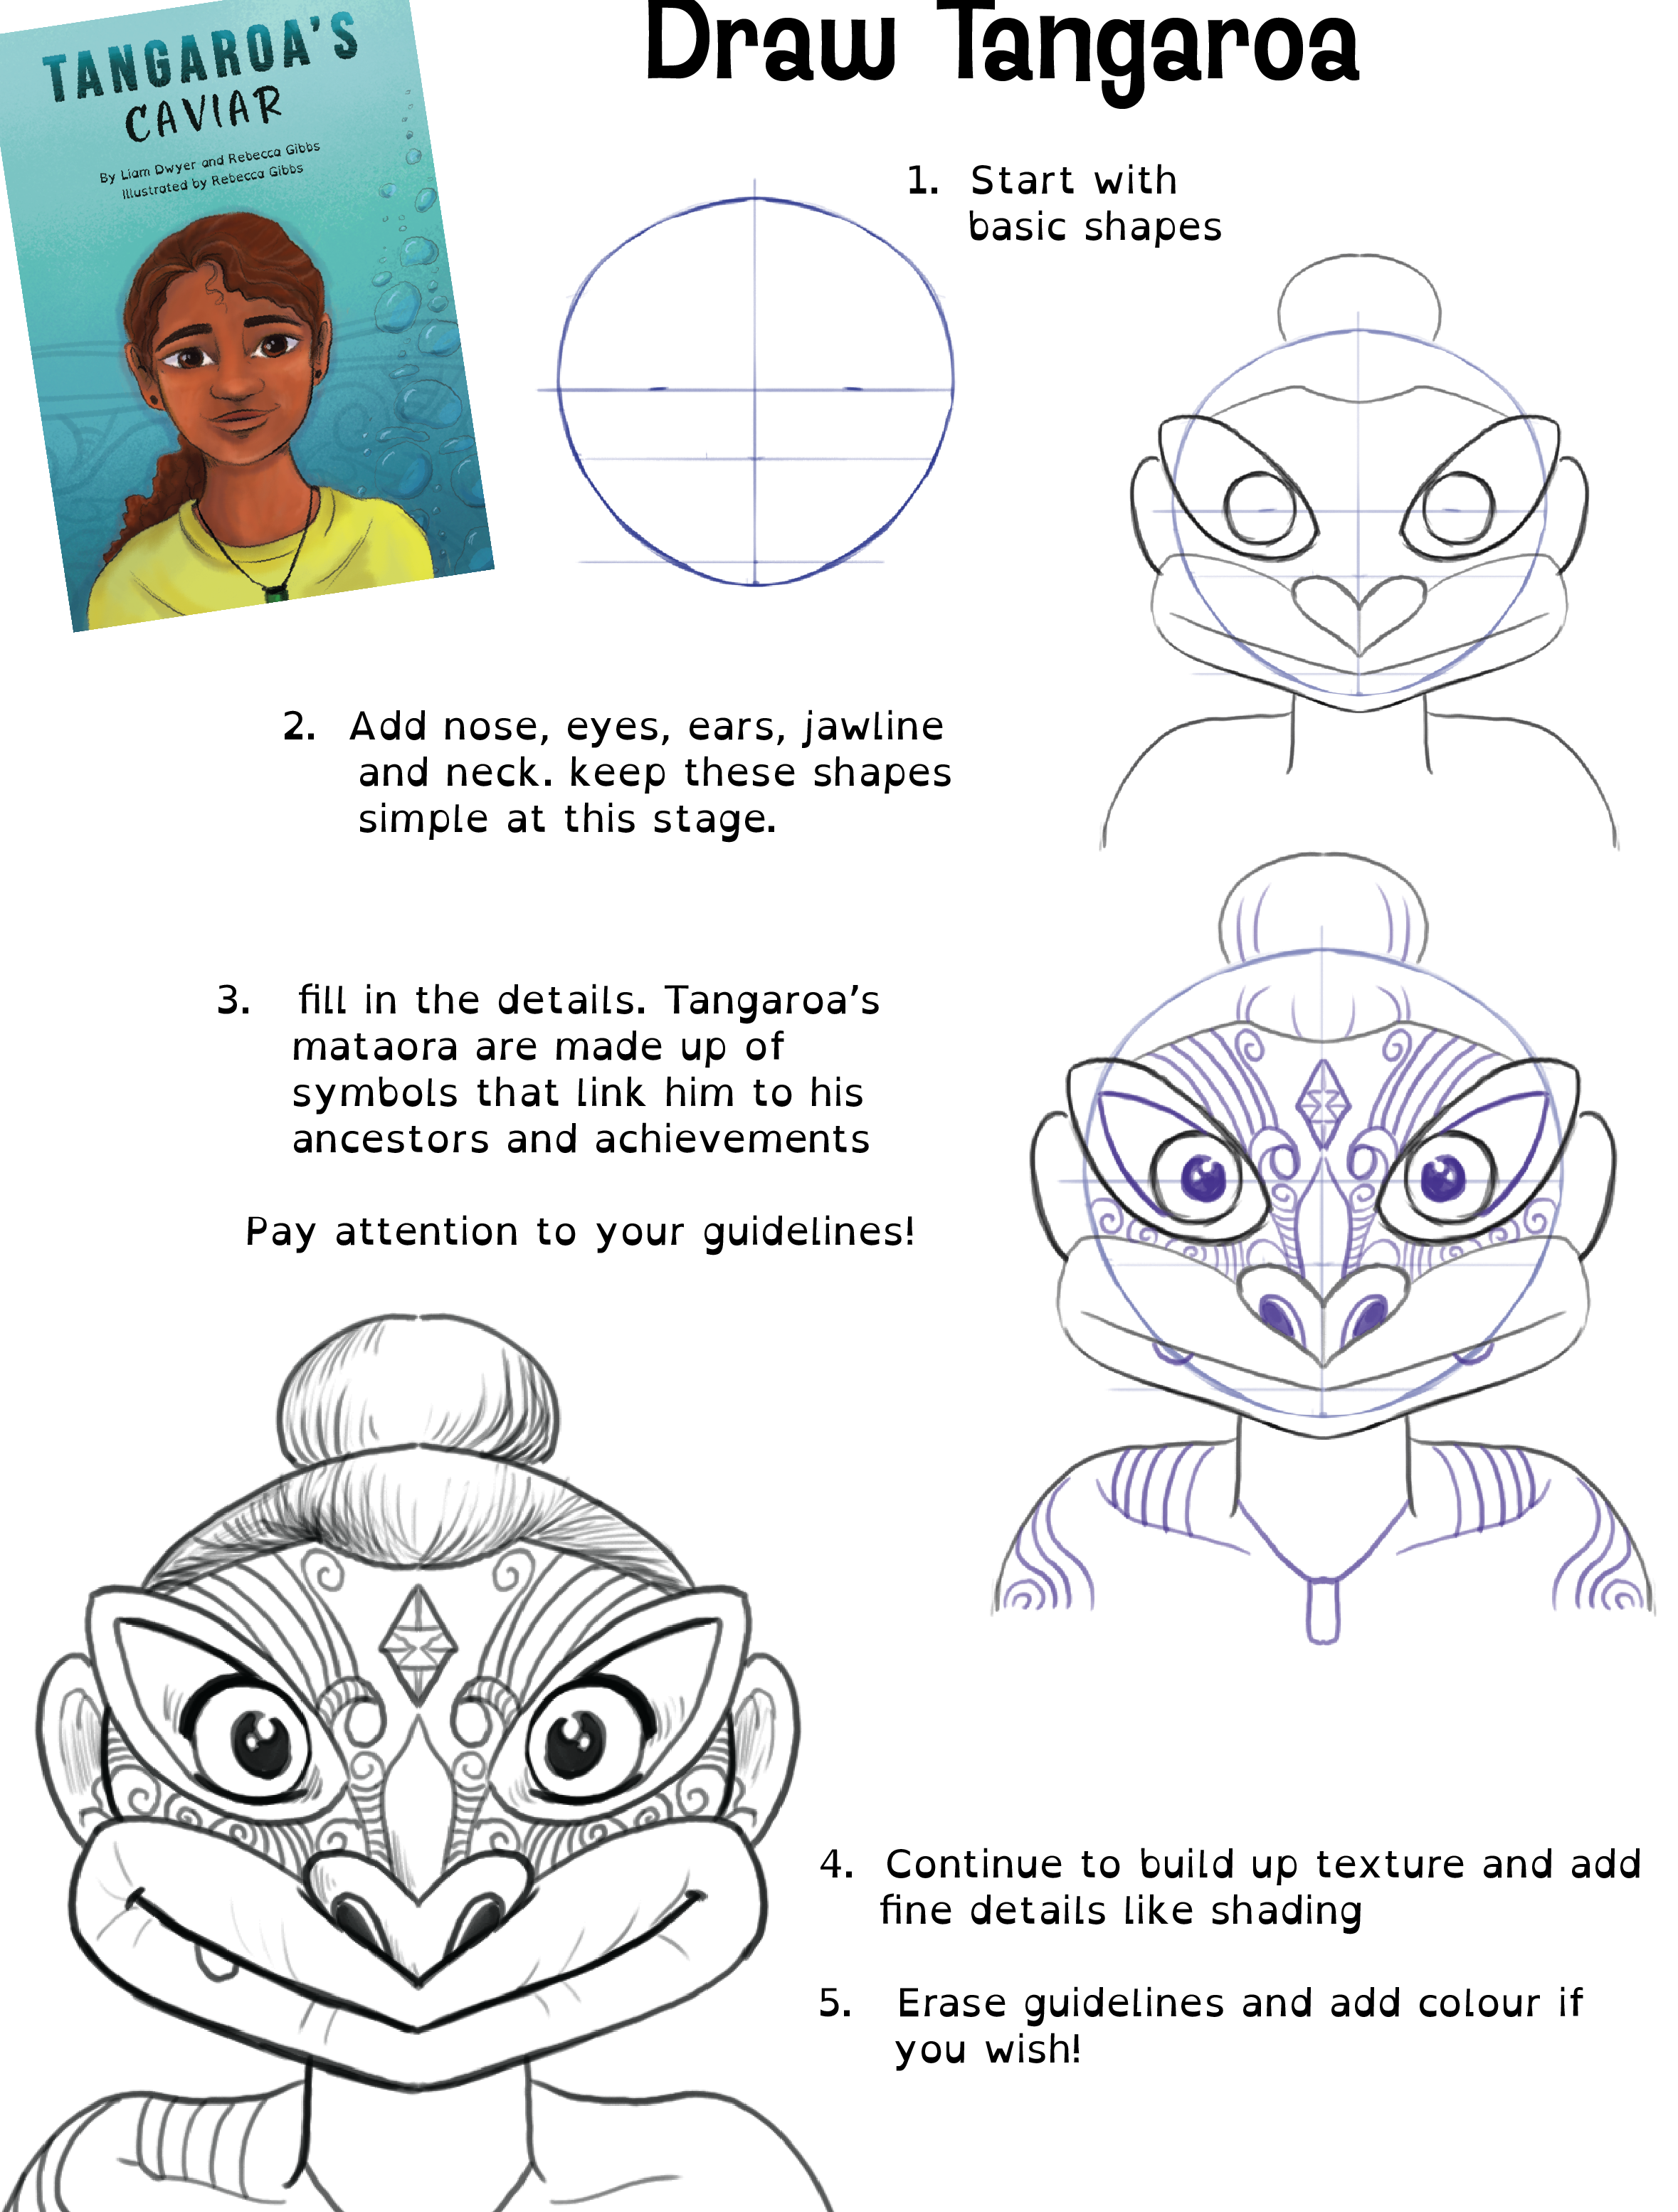 Draw Tangaroa
TANGAROA'S
CAVIAR
By Liam Dwyer and Rebecca Gibbs
Illustrated by Rebecca Gibbs
1. Start with
basic shapes
2. Add nose, eyes, ears, jawline
and neck. keep these shapes
simple at this stage.
3. fill in the details. Tangaroa's
mataora are made up of
symbols that link him to his
ancestors and achievements
Pay attention to your guidelines!
4. Continue to build up texture and add
fine details like shading
5. Erase guidelines and add colour if
you wish!